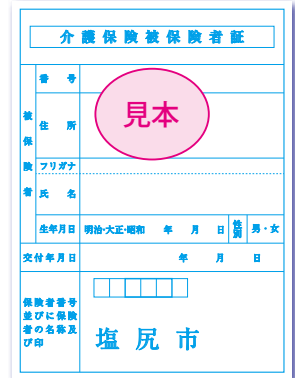 介護保険被保険者証
被保険者
番号
見本
住所
フリガナ
氏名
生年月日 明治・大正・昭和 年 月 日 性別 男・女
交付年月日 年 月 日
保険者番号
並びに保険
者の名称及
び印
塩尻市